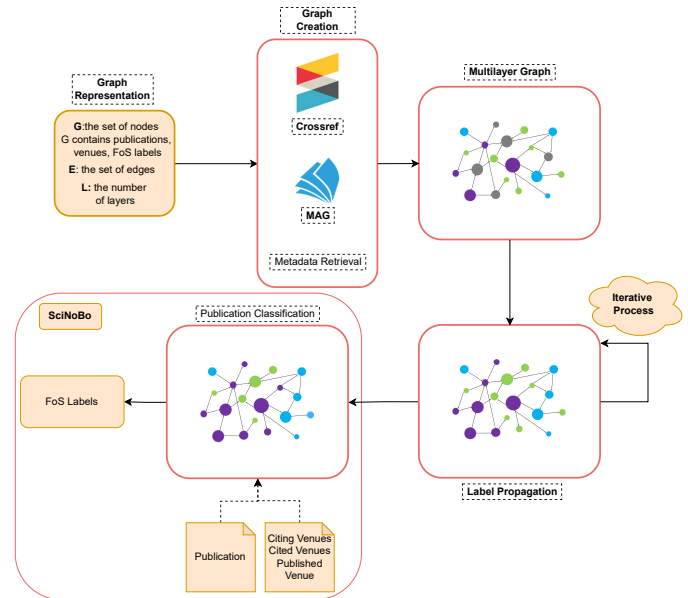 Graph
Creation
Graph
Representation
G:the set of nodes
G contains publications,
venues, FoS labels
E: the set of edges
L: the number
of layers
Crossref
MAG
Metadata Retrieval
Multilayer Graph
Iterative
Process
Label Propagation
SciNoBo
Publication Classification
FoS Labels
Publication
Citing Venues
Cited Venues
Published
Venue